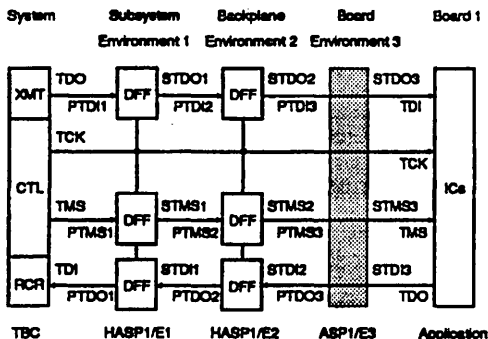 System Subsystem Backplane Board Board 1
Environment 1 Environment 2 Environment 3
TDO STDO1 STDO2 STDO3
XMT DFF DFF
PTDI1 PTDI2 PTDI3 TDI
TCK
TCK
CTL ICs
TMS STMS1 STMS2 STMS3
DFF DFF
PTMS1 PTMS2 PTMS3 TMS
TDI STDI1 STDI2 STDI3
RCR DFF DFF
PTDO1 PTDO2 PTDO3 TDO
TBC HASP1/E1 HASP1/E2 ASP1/E3 Application